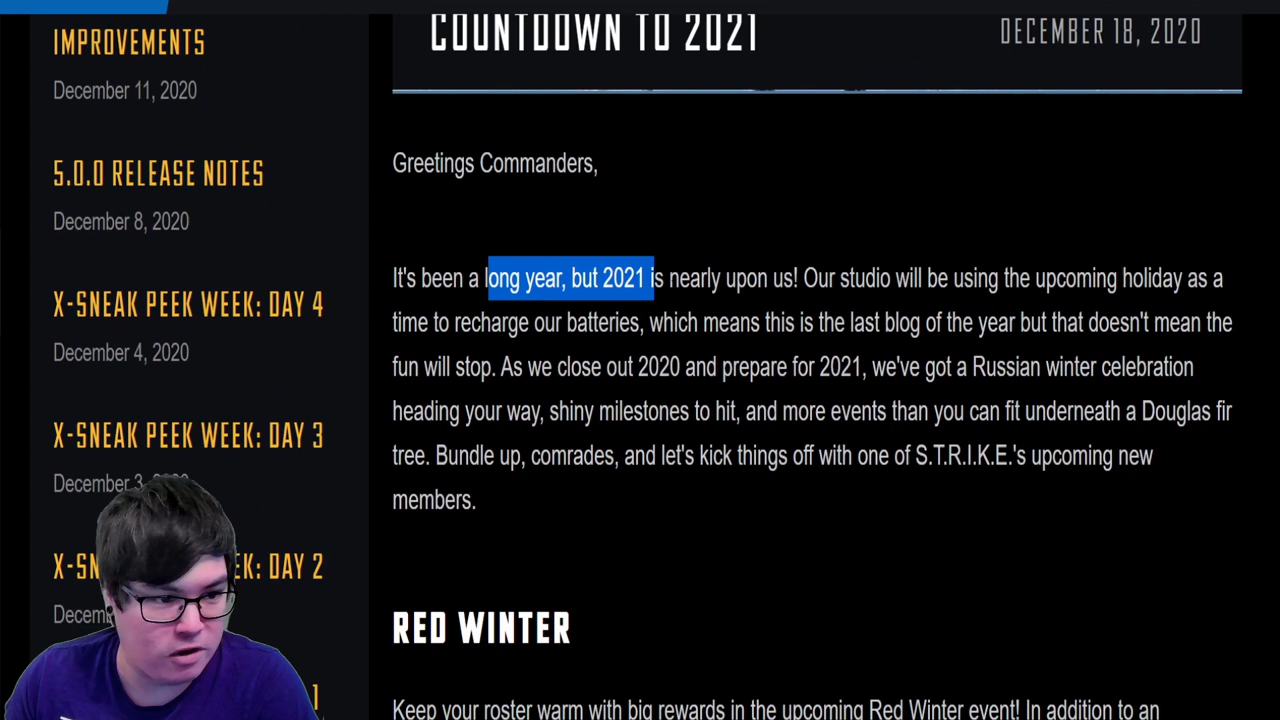 IMPROVEMENTS
December 11, 2020
5.0.0 RELEASE NOTES
December 8, 2020
X-SNEAK PEEK WEEK: DAY 4
December 4, 2020
X-SNEAK PEEK WEEK: DAY 3
December 3, 2020
X-SN EK: DAY 2
Decem
1
COUNTDOWN TO 2021
DECEMBER 18, 2020
Greetings Commanders,
It's been a long year, but 2021 is nearly upon us! Our studio will be using the upcoming holiday as a
time to recharge our batteries, which means this is the last blog of the year but that doesn't mean the
fun will stop. As we close out 2020 and prepare for 2021, we've got a Russian winter celebration
heading your way, shiny milestones to hit, and more events than you can fit underneath a Douglas fir
tree. Bundle up, comrades, and let's kick things off with one of S.T.R.I.K.E.'s upcoming new
members.
RED WINTER
Keep your roster warm with big rewards in the upcoming Red Winter event! In addition to an